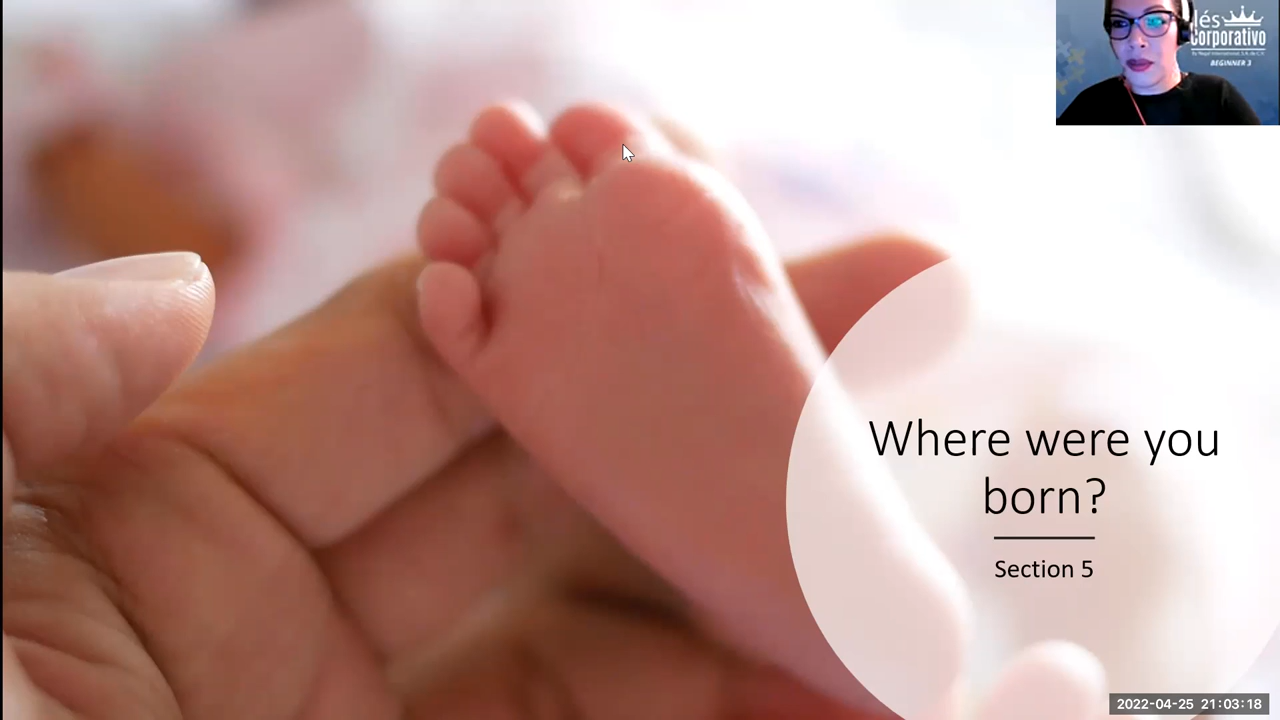 lés
Corporativo
BEGINNER 3
Where were you
born?
Section 5
2022-04-25 21:03:18